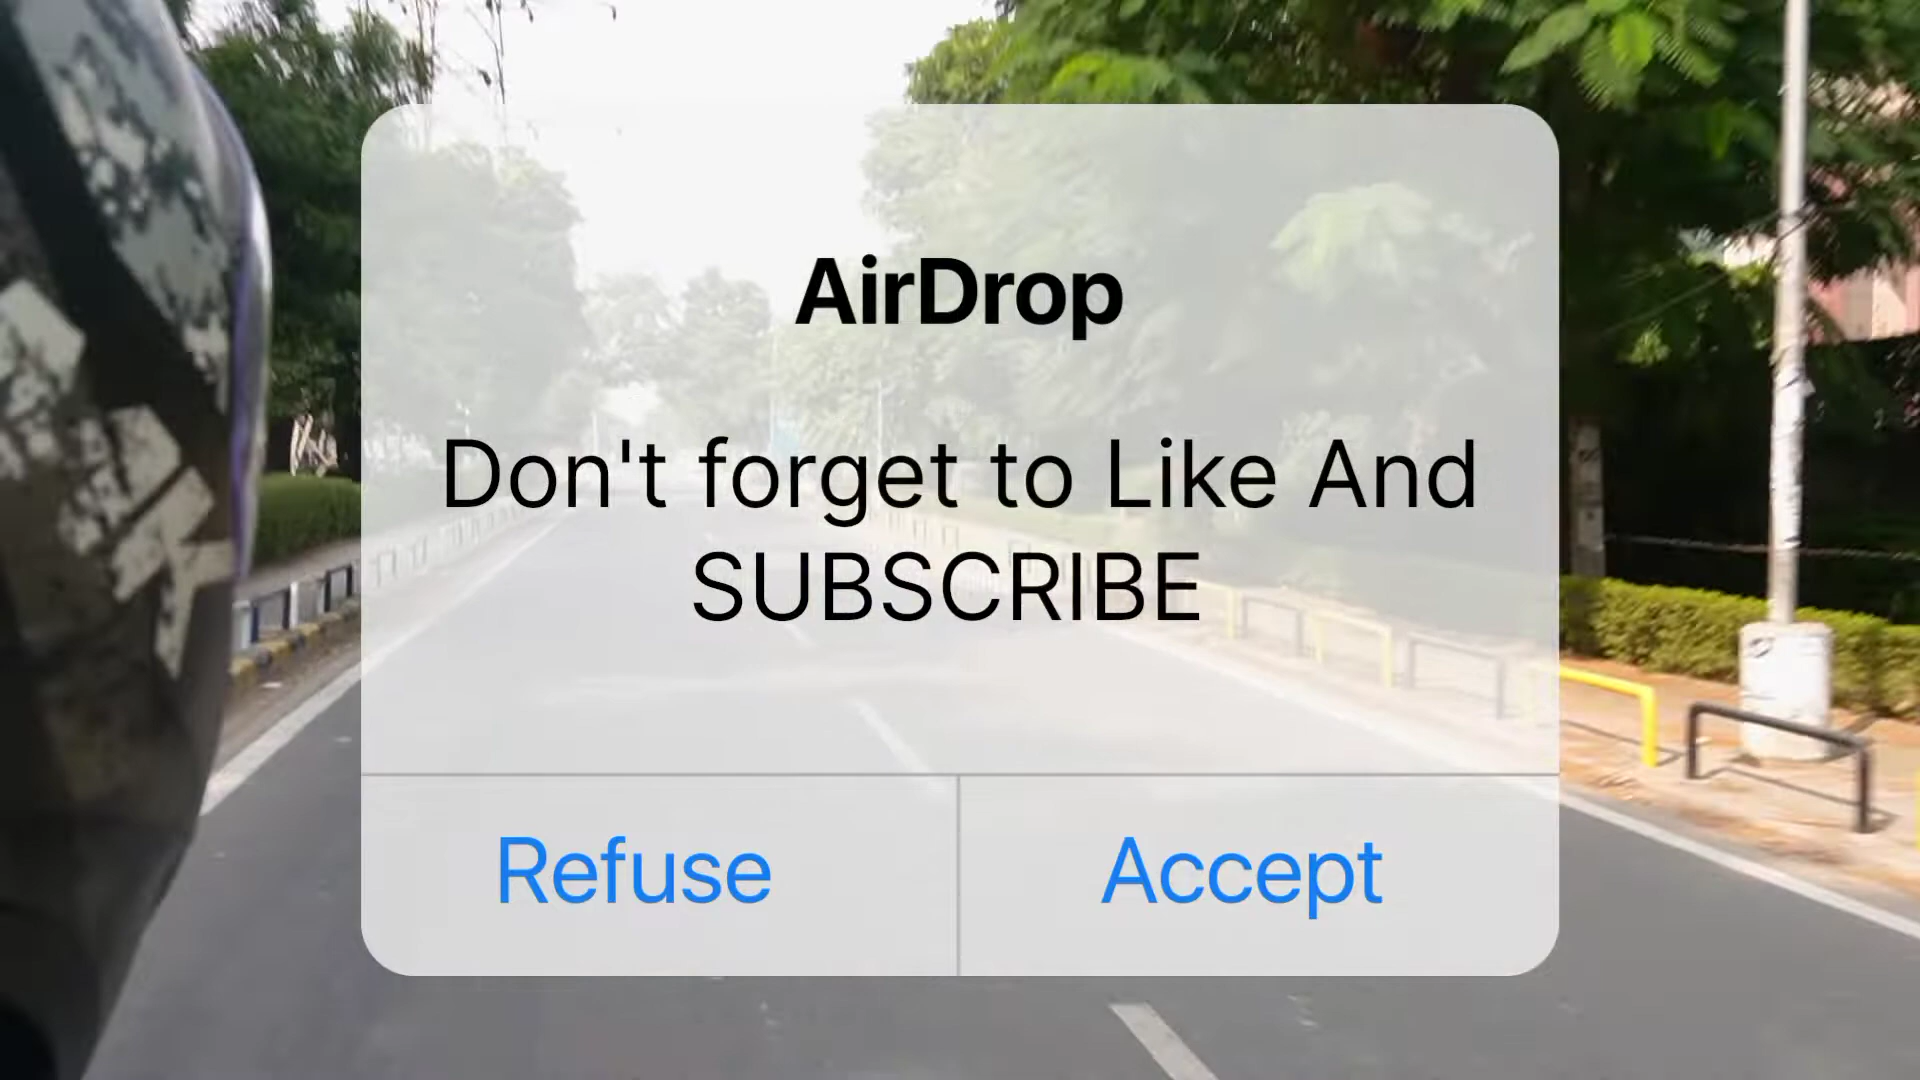 AirDrop
Don't forget to Like And
SUBSCRIBE
Refuse
Accept